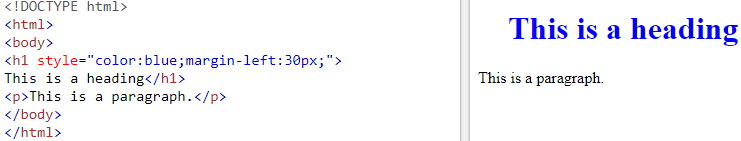 <!DOCTYPE html>
<html>
<body>
<h1 style="color:blue;margin-left:30px;">
This is a heading</h1>
<p>This is a paragraph.</p>
</body>
</html>
This is a heading
This is a paragraph.